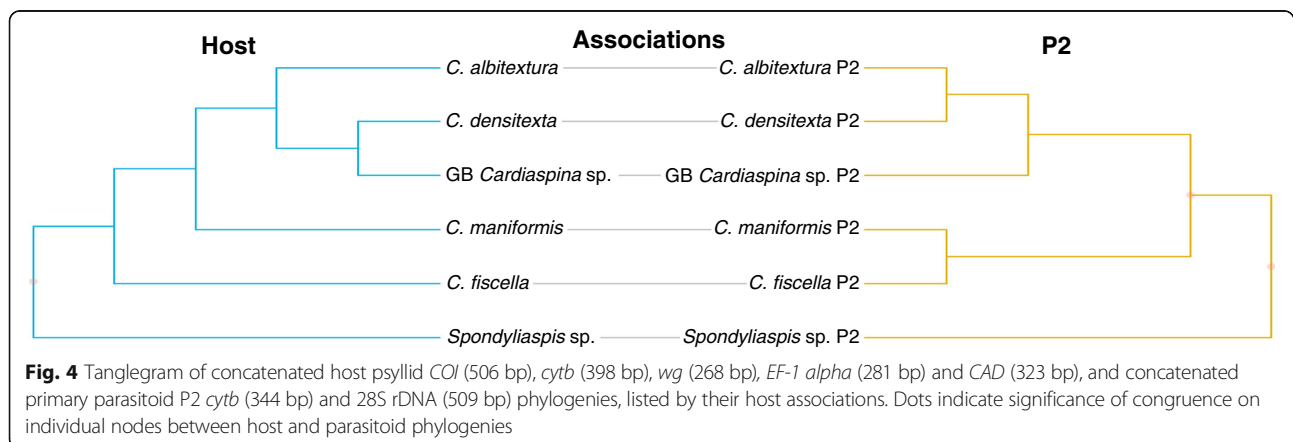 Host Associations P2
C. albitextura C. albitextura P2
C. densitexta C. densitexta P2
GB Cardiaspina sp. GB Cardiaspina sp. P2
C. maniformis C. maniformis P2
C. fiscella C. fiscella P2
Spondyliaspis sp. Spondyliaspis sp. P2
Fig. 4 Tanglegram of concatenated host psyllid COI (506 bp), cytb (398 bp), wg (268 bp), EF-1 alpha (281 bp) and CAD (323 bp), and concatenated
primary parasitoid P2 cytb (344 bp) and 28S rDNA (509 bp) phylogenies, listed by their host associations. Dots indicate significance of congruence on
individual nodes between host and parasitoid phylogenies